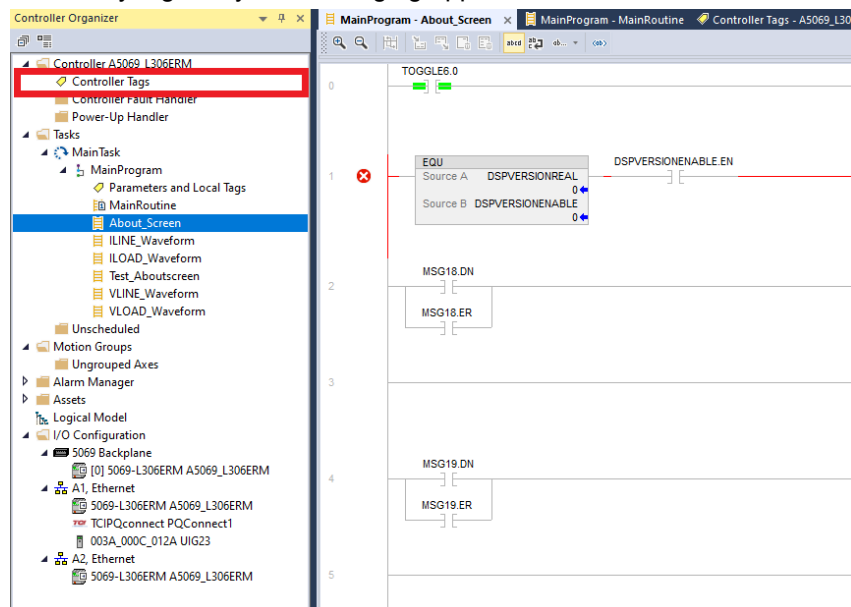 Controller Organizer
Controller A5069_L306ERM
Controller Tags
Controller Fault Handler
Power-Up Handler
Tasks
MainTask
MainProgram
Parameters and Local Tags
MainRoutine
About_Screen
ILINE_Waveform
ILOAD_Waveform
Test_Aboutscreen
VLINE_Waveform
VLOAD_Waveform
Unscheduled
Motion Groups
Ungrouped Axes
Alarm Manager
Assets
Logical Model
I/O Configuration
5069 Backplane
[0] 5069-L306ERM A5069_L306ERM
A1, Ethernet
5069-L306ERM A5069_L306ERM
TCIPQconnect PQConnect1
003A_000C_012A UIG23
A2, Ethernet
5069-L306ERM A5069_L306ERM
MainProgram - About_Screen
MainProgram - MainRoutine
Controller Tags - A5069_L30
abcd
ab...
0
TOGGLE6.0
1
EQU
Source A DSPVERSIONREAL
0
Source B DSPVERSIONENABLE
0
DSPVERSIONENABLE.EN
2
MSG18.DN
MSG18.ER
3
4
MSG19.DN
MSG19.ER
5